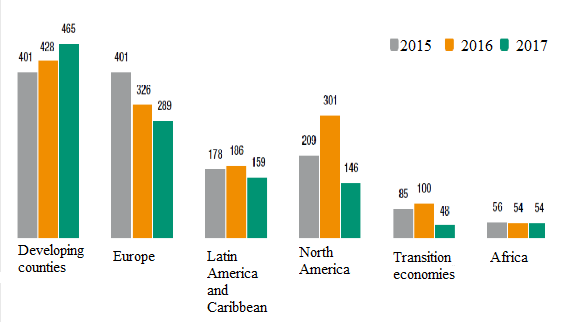 465
428
401
401
326
289
178
186
159
301
209
146
85
100
48
56
54
54
2015
2016
2017
Developing
counties
Europe
Latin
America
and
Caribbean
North
America
Transition
economies
Africa